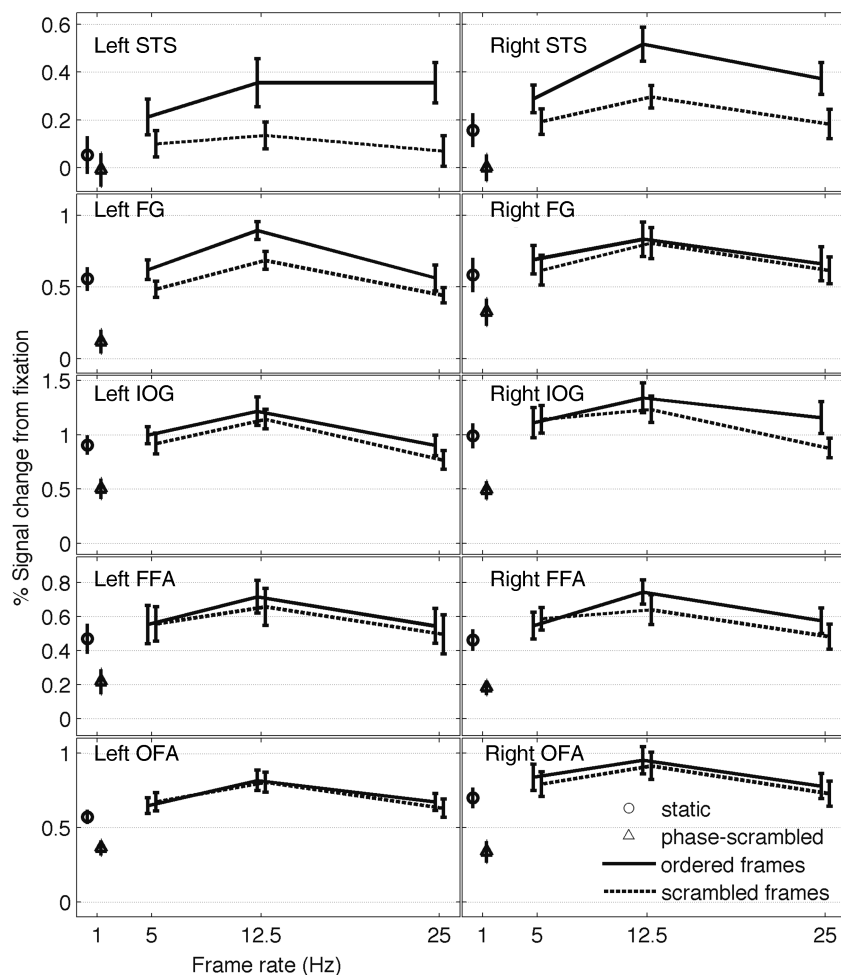 0.6
0.4
0.2
0
Left STS
Right STS
1
0.5
0
Left FG
Right FG
1.5
1
0.5
0
Left IOG
Right IOG
0.8
0.6
0.4
0.2
0
Left FFA
Right FFA
1
0.5
0
Left OFA
Right OFA
static
phase-scrambled
ordered frames
scrambled frames
1 5 12.5 25
1 5 12.5 25
Frame rate (Hz)
% Signal change from fixation